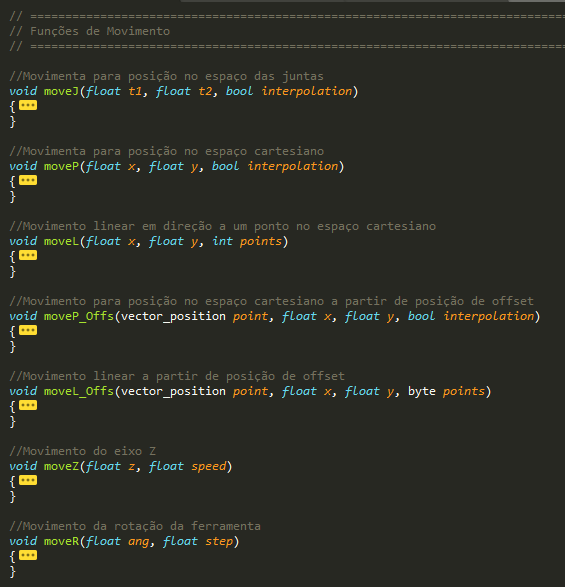 // ==============================================================================
// Funções de Movimento
// ==============================================================================
//Movimenta para posição no espaço das juntas
void moveJ(float t1, float t2, bool interpolation)
{...
}
//Movimenta para posição no espaço cartesiano
void moveP(float x, float y, bool interpolation)
{...
}
//Movimento linear em direção a um ponto no espaço cartesiano
void moveL(float x, float y, int points)
{...
}
//Movimento para posição no espaço cartesiano a partir de posição de offset
void moveP_Offs(vector_position point, float x, float y, bool interpolation)
{...
}
//Movimento linear a partir de posição de offset
void moveL_Offs(vector_position point, float x, float y, byte points)
{...
}
//Movimento do eixo Z
void moveZ(float z, float speed)
{...
}
//Movimento da rotação da ferramenta
void moveR(float ang, float step)
{...
}